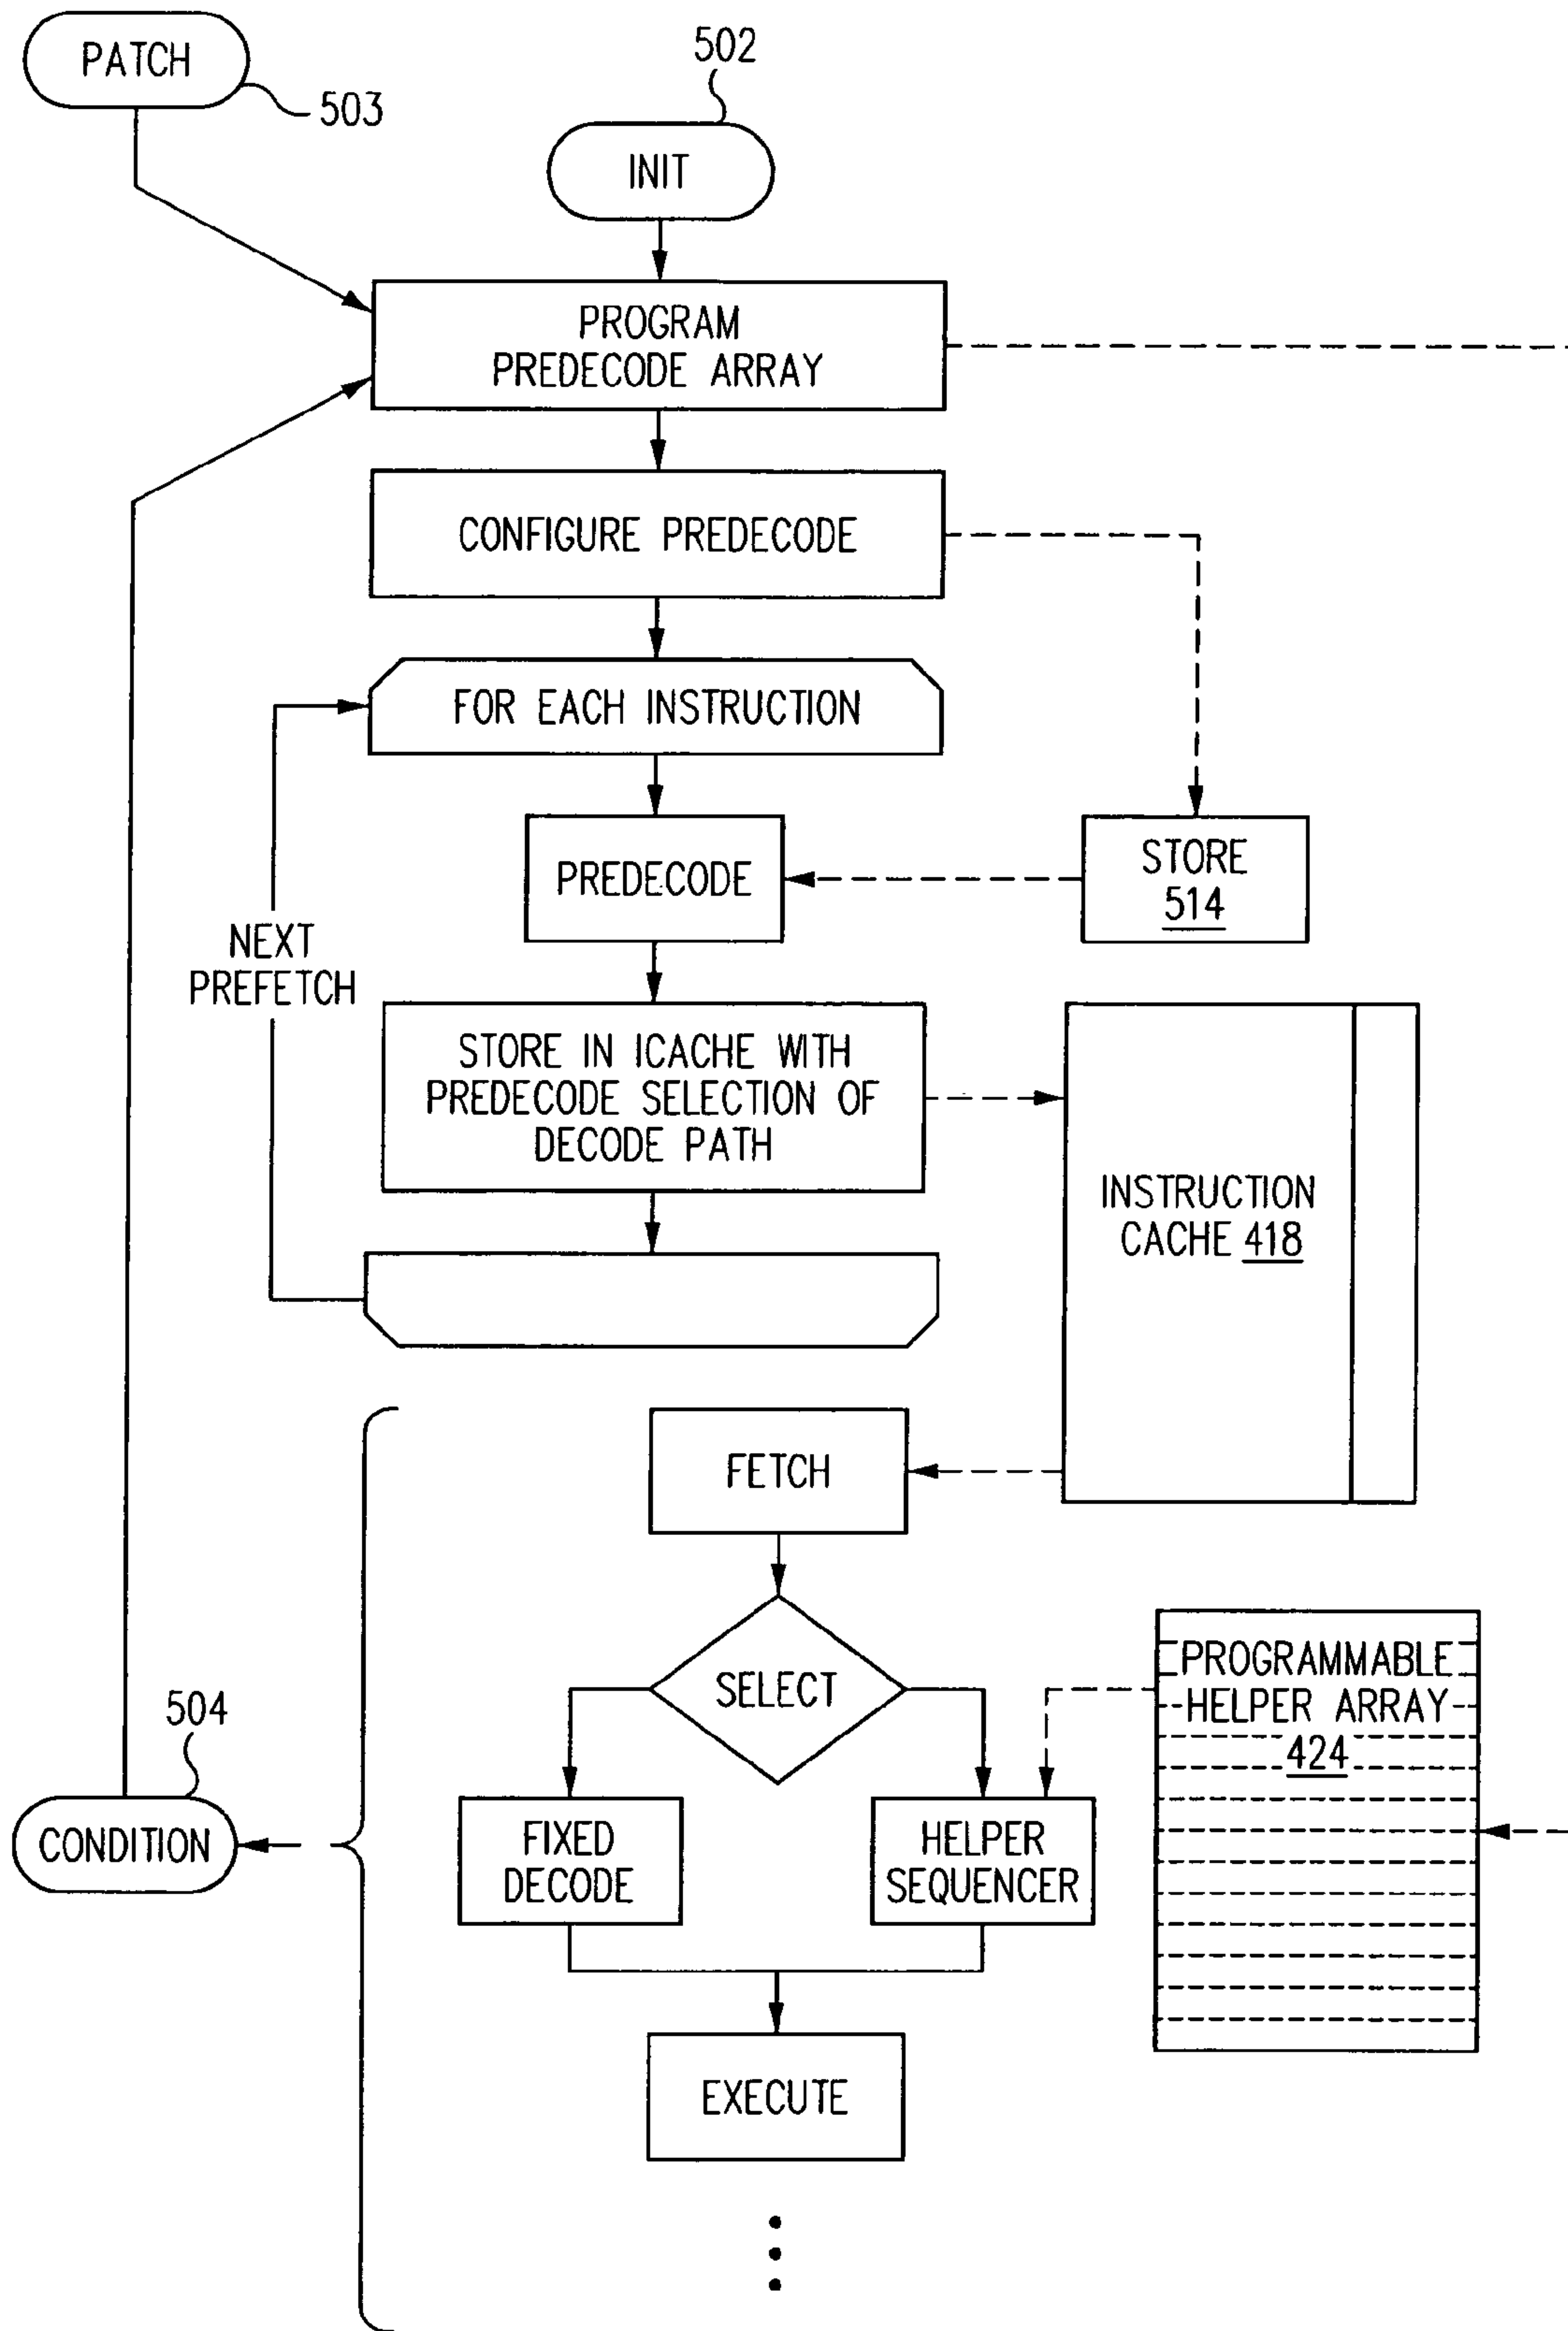 PATCH
503
502
INIT
PROGRAM
PREDECODE ARRAY
CONFIGURE PREDECODE
FOR EACH INSTRUCTION
PREDECODE
STORE
514
NEXT
PREFETCH
STORE IN ICACHE WITH
PREDECODE SELECTION OF
DECODE PATH
INSTRUCTION
CACHE 418
FETCH
SELECT
PROGRAMMABLE
HELPER ARRAY
424
504
CONDITION
FIXED
DECODE
HELPER
SEQUENCER
EXECUTE